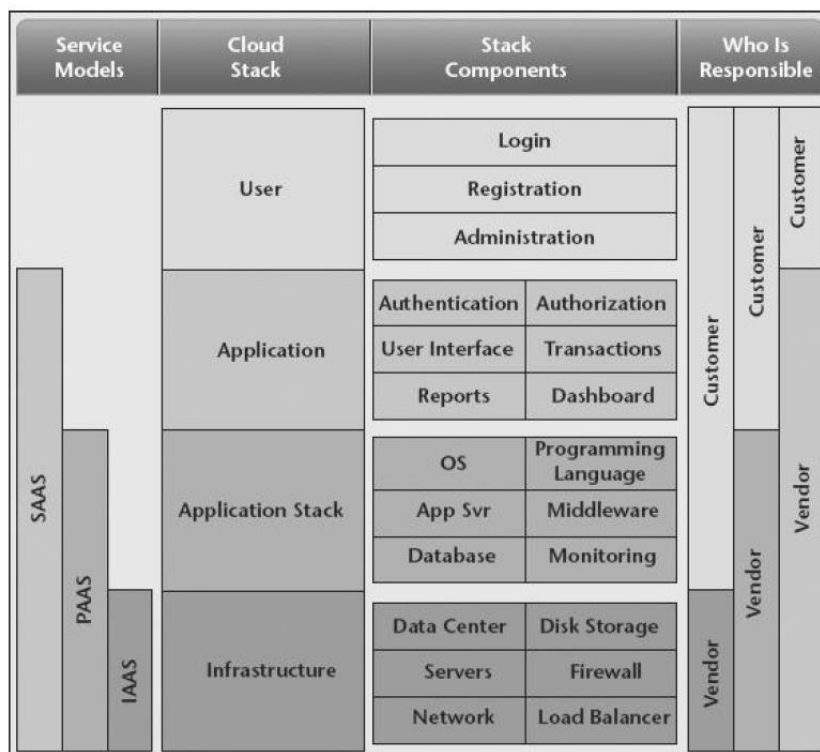 Service
Models
Cloud
Stack
Stack
Components
Who Is
Responsible
User
Login
Registration
Administration
Application
Authentication
Authorization
User Interface
Transactions
Reports
Dashboard
Application Stack
OS
Programming
Language
App Svr
Middleware
Database
Monitoring
Infrastructure
Data Center
Disk Storage
Servers
Firewall
Network
Load Balancer
SAAS
PAAS
IAAS
Customer
Vendor
Customer
Vendor
Customer
Vendor